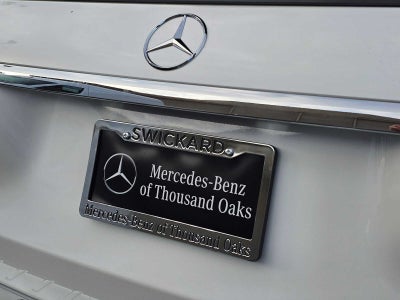 SWICKARD
Mercedes-Benz
of Thousand Oaks
Mercedes-Benz of Thousand Oaks